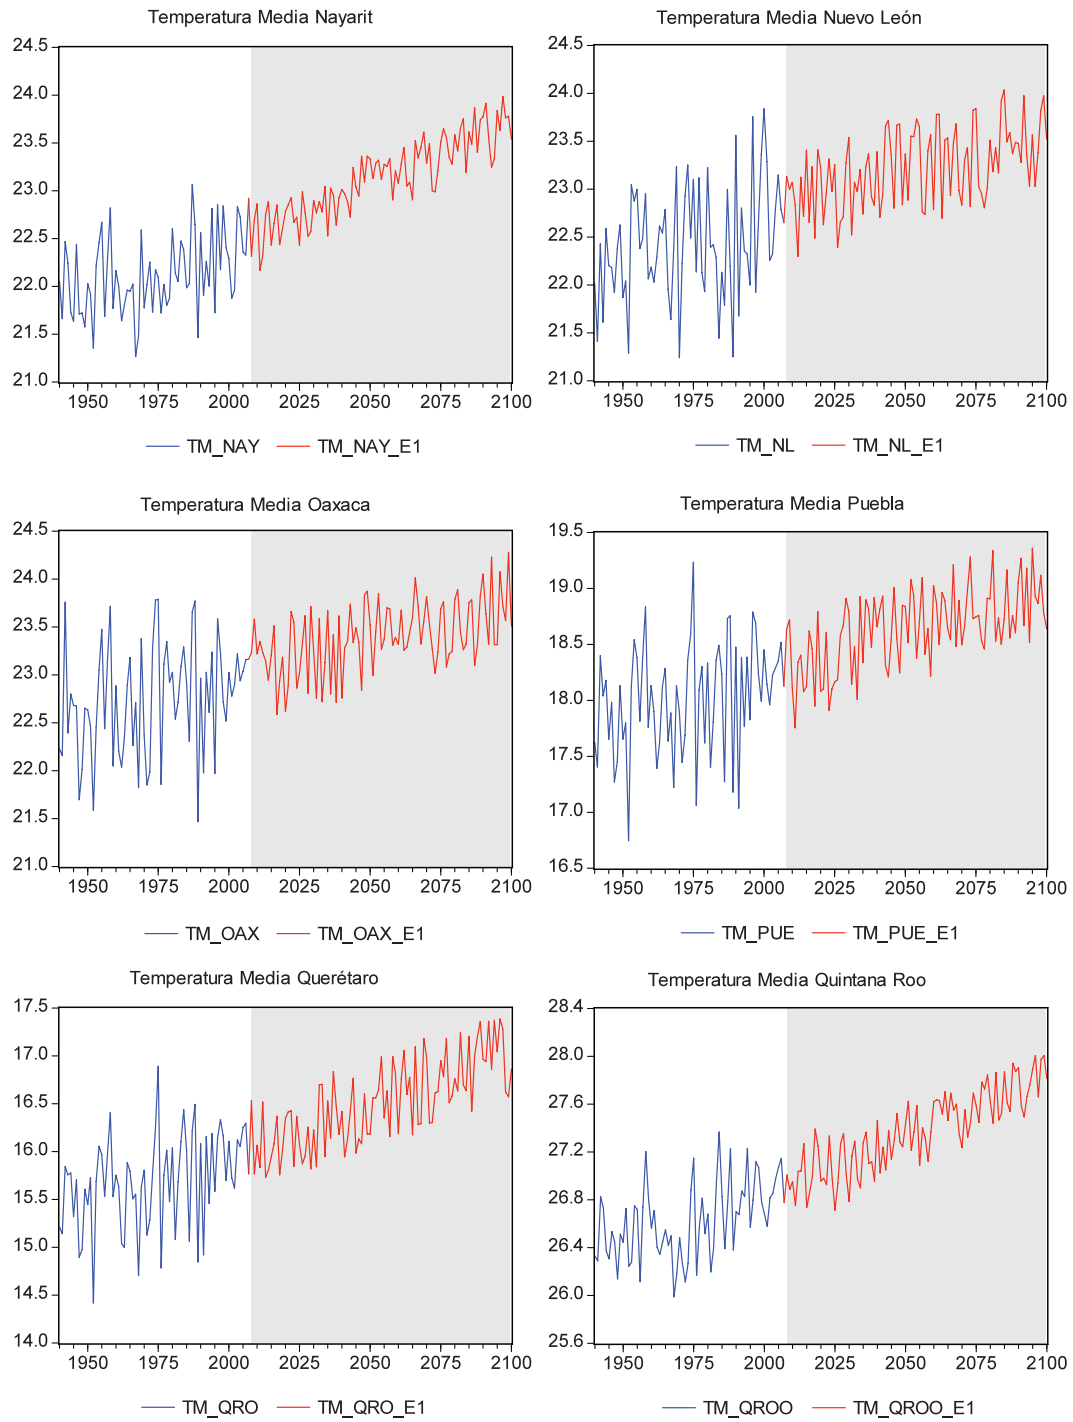 Temperatura Media Nayarit
24.5
24.0
23.5
23.0
22.5
22.0
21.5
21.0
1950 1975 2000 2025 2050 2075 2100
TM_NAY TM_NAY_E1
Temperatura Media Nuevo León
24.5
24.0
23.5
23.0
22.5
22.0
21.5
21.0
1950 1975 2000 2025 2050 2075 2100
TM_NL TM_NL_E1
Temperatura Media Oaxaca
24.5
24.0
23.5
23.0
22.5
22.0
21.5
21.0
1950 1975 2000 2025 2050 2075 2100
TM_OAX TM_OAX_E1
Temperatura Media Puebla
19.5
19.0
18.5
18.0
17.5
17.0
16.5
1950 1975 2000 2025 2050 2075 2100
TM_PUE TM_PUE_E1
Temperatura Media Querétaro
17.5
17.0
16.5
16.0
15.5
15.0
14.5
14.0
1950 1975 2000 2025 2050 2075 2100
TM_QRO TM_QRO_E1
Temperatura Media Quintana Roo
28.4
28.0
27.6
27.2
26.8
26.4
26.0
25.6
1950 1975 2000 2025 2050 2075 2100
TM_QROO TM_QROO_E1